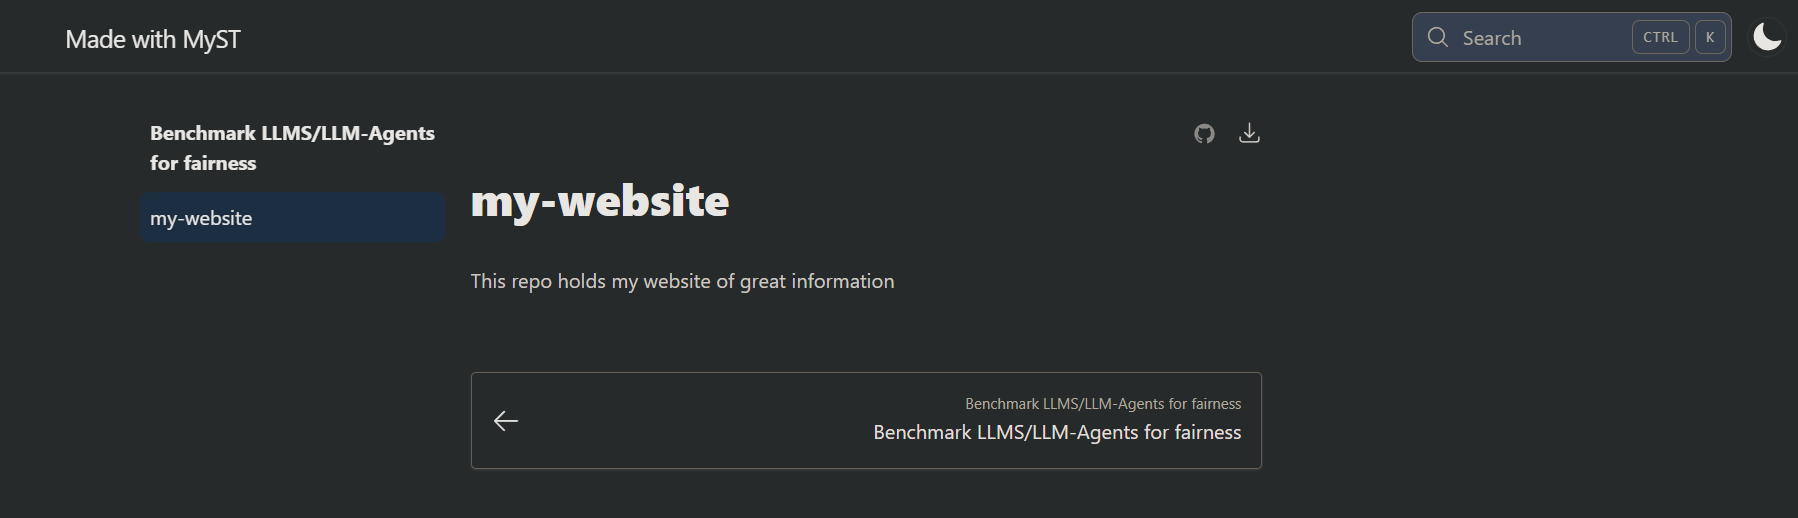 Made with MyST
Search
CTRL
K
Benchmark LLMS/LLM-Agents
for fairness
my-website
my-website
This repo holds my website of great information
Benchmark LLMS/LLM-Agents for fairness
Benchmark LLMS/LLM-Agents for fairness